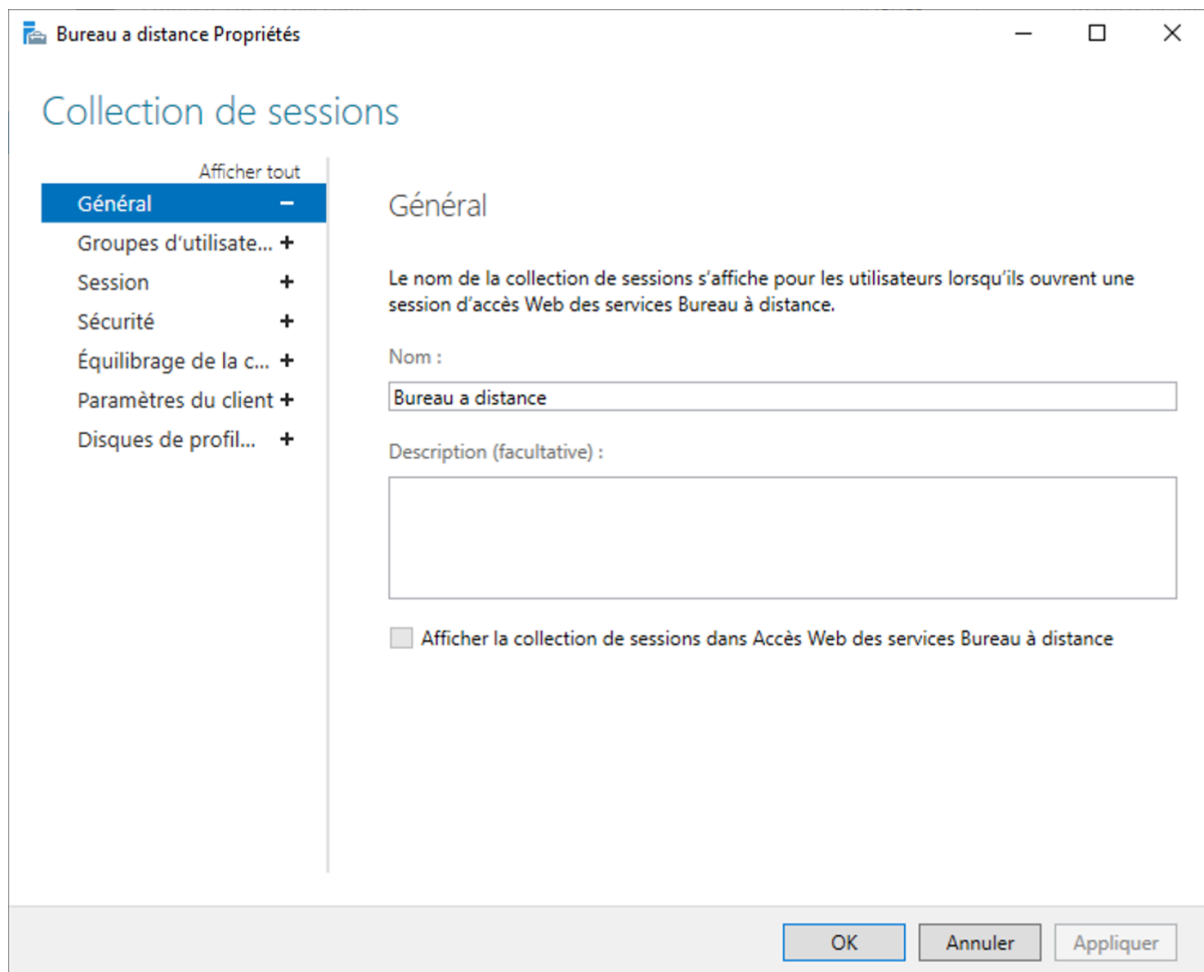 Bureau a distance Propriétés
Collection de sessions
Afficher tout
Général
Groupes d'utilisate...
Session
Sécurité
Équilibrage de la c...
Paramètres du client
Disques de profil...
Général
Le nom de la collection de sessions s'affiche pour les utilisateurs lorsqu'ils ouvrent une
session d'accès Web des services Bureau à distance.
Nom :
Bureau a distance
Description (facultative) :
Afficher la collection de sessions dans Accès Web des services Bureau à distance
OK
Annuler
Appliquer